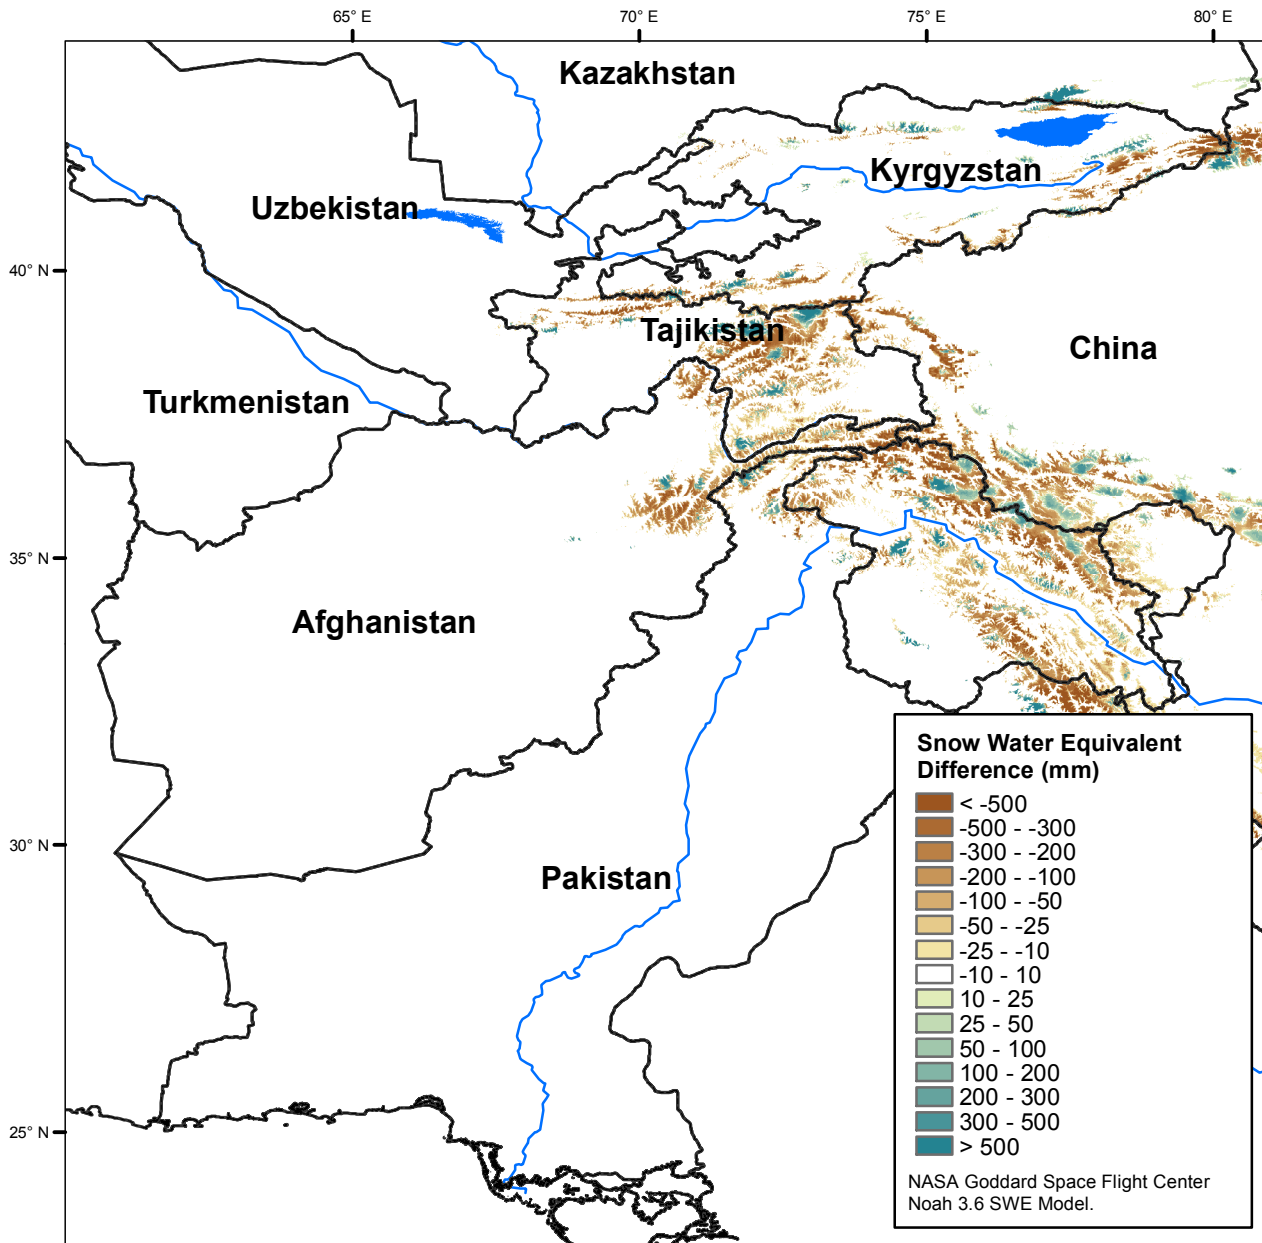 65° E
70° E
75° E
80° E
Kazakhstan
Kyrgyzstan
Uzbekistan
40° N
Tajikistan
China
Turkmenistan
35° N
Afghanistan
Snow Water Equivalent
Difference (mm)
< -500
-500 - -300
-300 - -200
-200 - -100
-100 - -50
-50 - -25
-25 - -10
-10 - 10
10 - 25
25 - 50
50 - 100
100 - 200
200 - 300
300 - 500
> 500
NASA Goddard Space Flight Center
Noah 3.6 SWE Model.
30° N
Pakistan
25° N